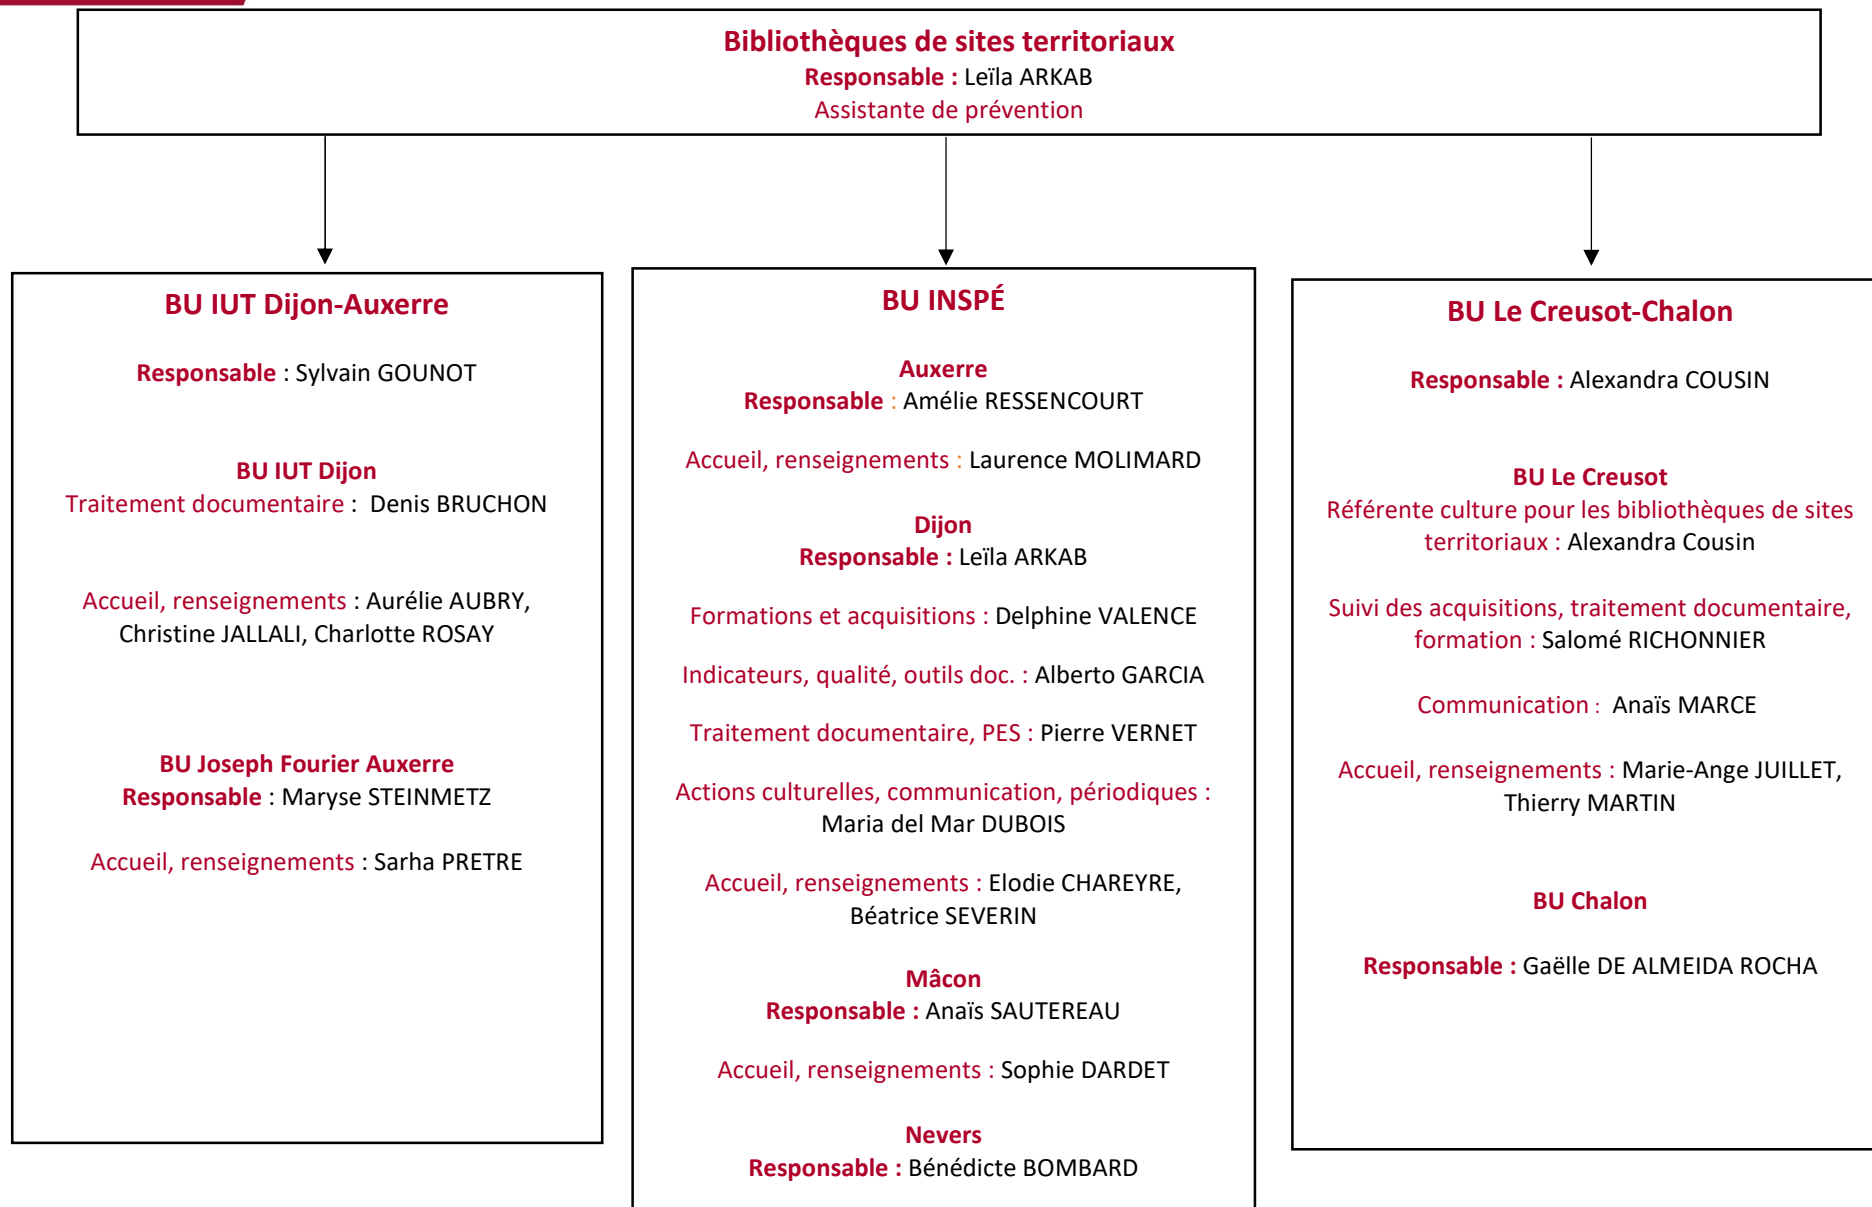 Bibliothèques de sites territoriaux
Responsable : Leïla ARKAB
Assistante de prévention
BU IUT Dijon-Auxerre
Responsable : Sylvain GOUNOT
BU IUT Dijon
Traitement documentaire : Denis BRUCHON
Accueil, renseignements : Aurélie AUBRY,
Christine JALLALI, Charlotte ROSAY
BU Joseph Fourier Auxerre
Responsable : Maryse STEINMETZ
Accueil, renseignements : Sarha PRETRE
BU INSPÉ
Auxerre
Responsable : Amélie RESSENCOURT
Accueil, renseignements : Laurence MOLIMARD
Dijon
Responsable : Leïla ARKAB
Formations et acquisitions : Delphine VALENCE
Indicateurs, qualité, outils doc. : Alberto GARCIA
Traitement documentaire, PES : Pierre VERNET
Actions culturelles, communication, périodiques :
Maria del Mar DUBOIS
Accueil, renseignements : Elodie CHAREYRE,
Béatrice SEVERIN
Mâcon
Responsable : Anaïs SAUTEREAU
Accueil, renseignements : Sophie DARDET
Nevers
Responsable : Bénédicte BOMBARD
BU Le Creusot-Chalon
Responsable : Alexandra COUSIN
BU Le Creusot
Référente culture pour les bibliothèques de sites
territoriaux : Alexandra Cousin
Suivi des acquisitions, traitement documentaire,
formation : Salomé RICHONNIER
Communication : Anaïs MARCE
Accueil, renseignements : Marie-Ange JUILLET,
Thierry MARTIN
BU Chalon
Responsable : Gaëlle DE ALMEIDA ROCHA